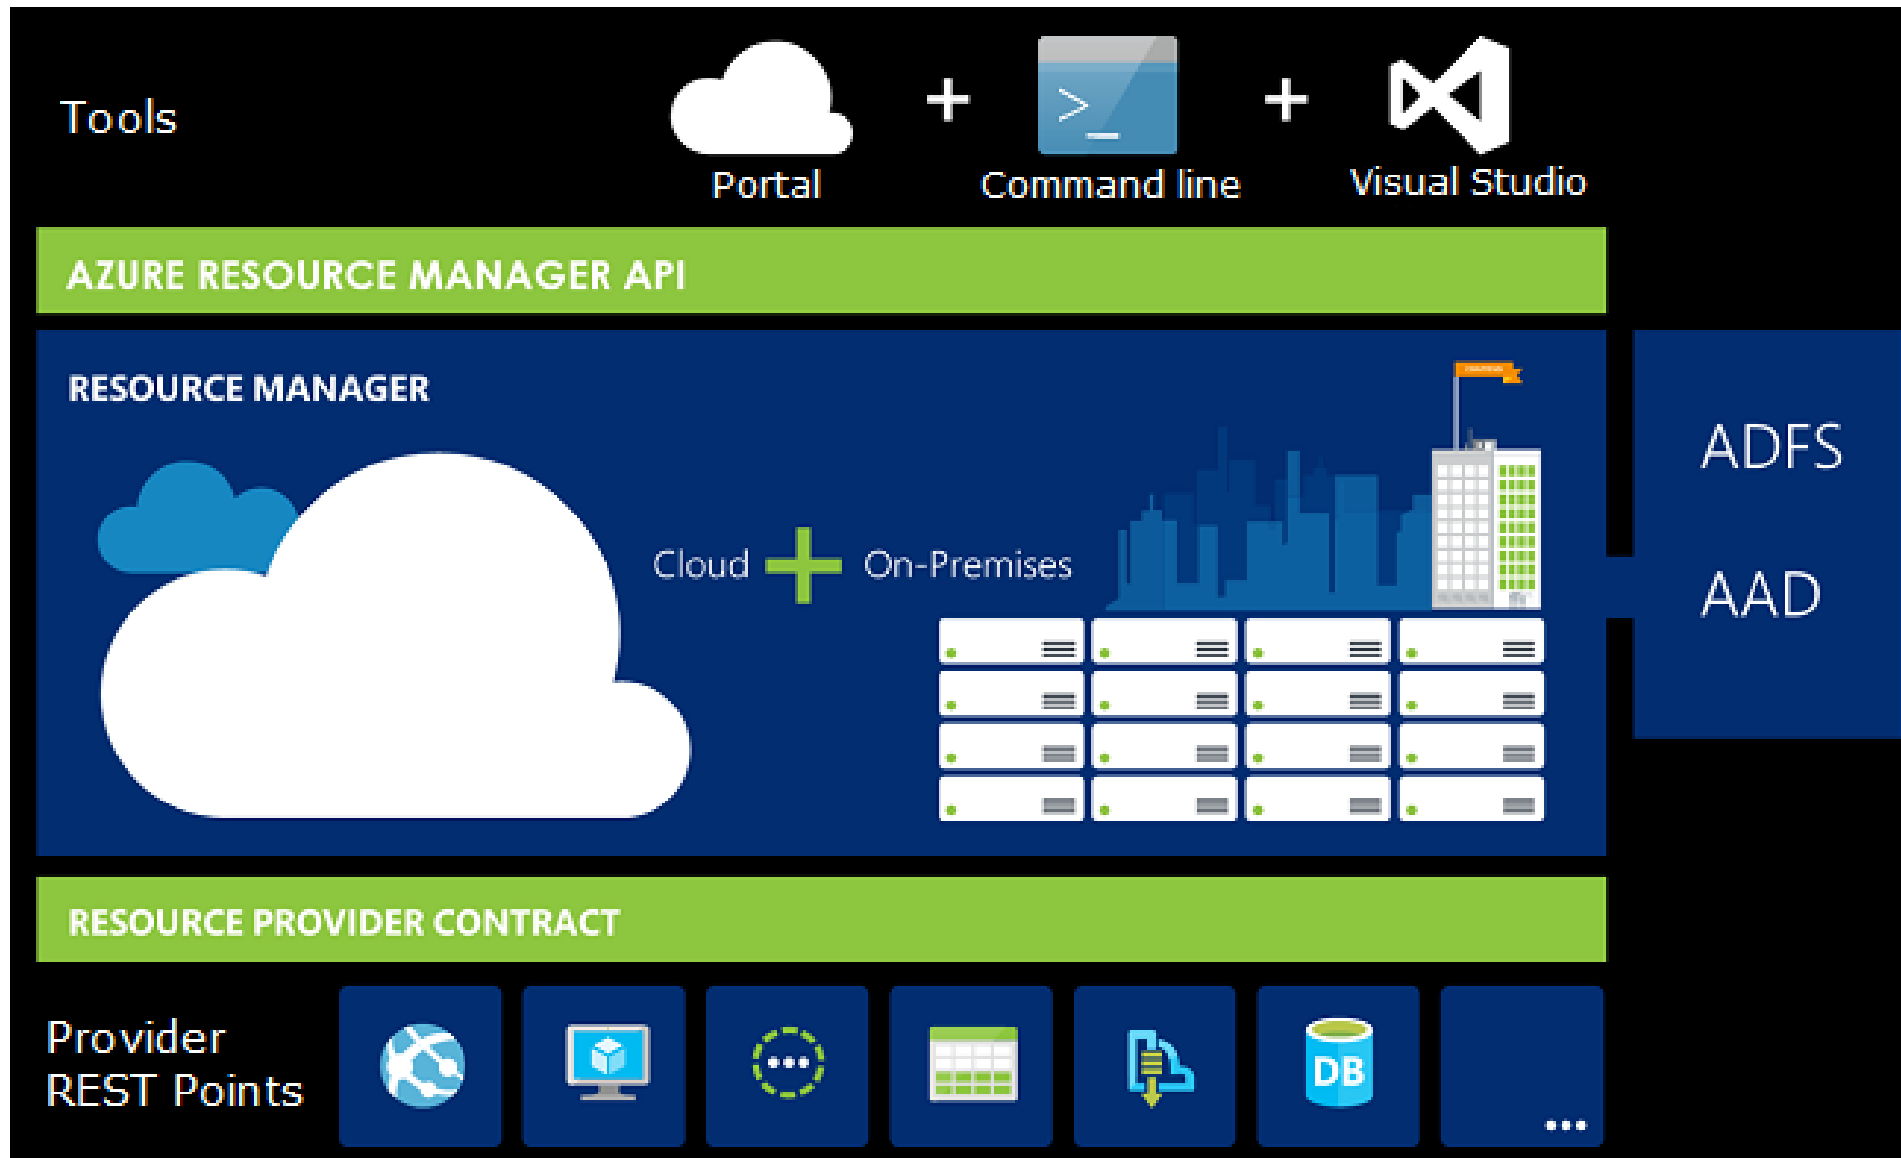 Tools
Portal
Command line
Visual Studio
AZURE RESOURCE MANAGER API
RESOURCE MANAGER
Cloud
On-Premises
ADFS
AAD
RESOURCE PROVIDER CONTRACT
Provider
REST Points
DB